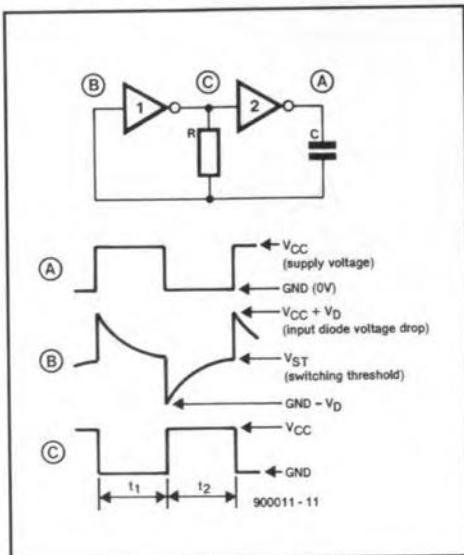 B
C
A
1
2
R
C
A
VCC
(supply voltage)
GND (0V)
VCC + VD
(input diode voltage drop)
B
VST
(switching threshold)
GND – VD
C
VCC
GND
t1
t2
900011 - 11